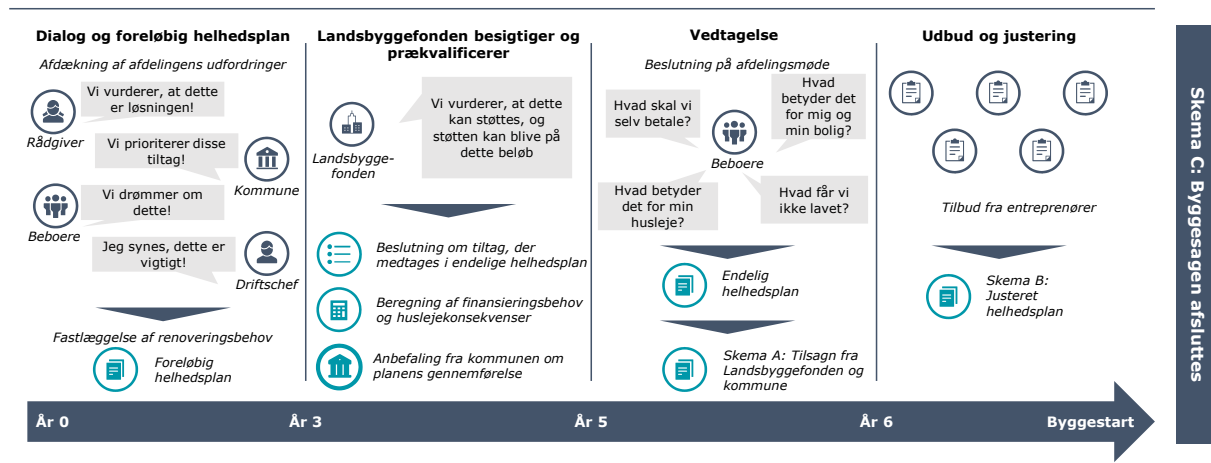 Dialog og foreløbig helhedsplan
Afdækning af afdelingens udfordringer
Vi vurderer, at dette
er løsningen!
Rådgiver
Vi prioriterer disse
tiltag!
Kommune
Vi drømmer om
dette!
Beboere
Jeg synes, dette er
vigtigt!
Driftschef
Fastlæggelse af renoveringsbehov
Foreløbig
helhedsplan
Landsbyggefonden besigtiger og
prækvalificerer
Vi vurderer, at dette
kan støttes, og
støtten kan blive på
dette beløb
Landsbygge-
fonden
Beslutning om tiltag, der
medtages i endelige helhedsplan
Beregning af finansieringsbehov
og huslejekonsekvenser
Anbefaling fra kommunen om
planens gennemførelse
Vedtagelse
Beslutning på afdelingsmøde
Hvad skal vi
selv betale?
Hvad
betyder det
for mig og
min bolig?
Beboere
Hvad betyder
det for min
husleje?
Hvad får vi
ikke lavet?
Endelig
helhedsplan
Skema A: Tilsagn fra
Landsbyggefonden og
kommune
Udbud og justering
Tilbud fra entreprenører
Skema B:
Justeret
helhedsplan
År 0
År 3
År 5
År 6
Byggestart
Skema C: Byggesagen afsluttes